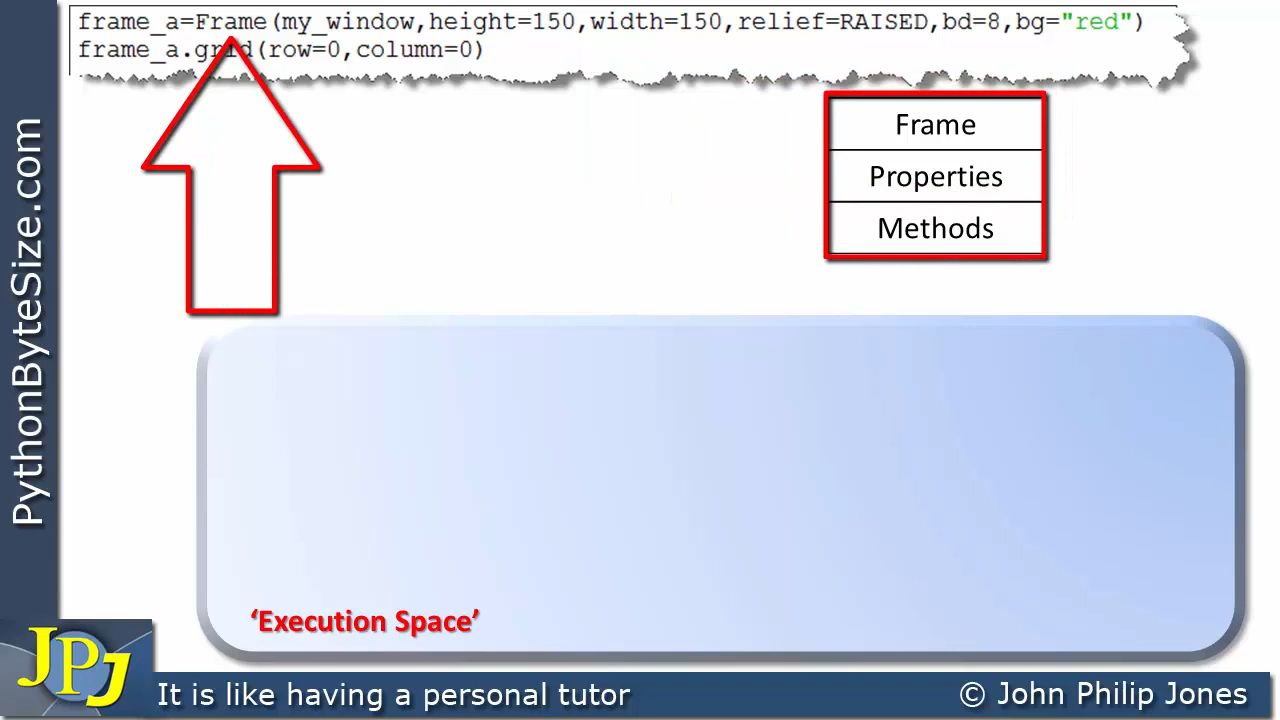 frame_a=Frame(my_window,height=150,width=150,relief=RAISED,bd=8,bg="red")
frame_a.grid(row=0,column=0)
Frame
Properties
Methods
PythonByteSize.com
‘Execution Space’
JPJ
It is like having a personal tutor
© John Philip Jones